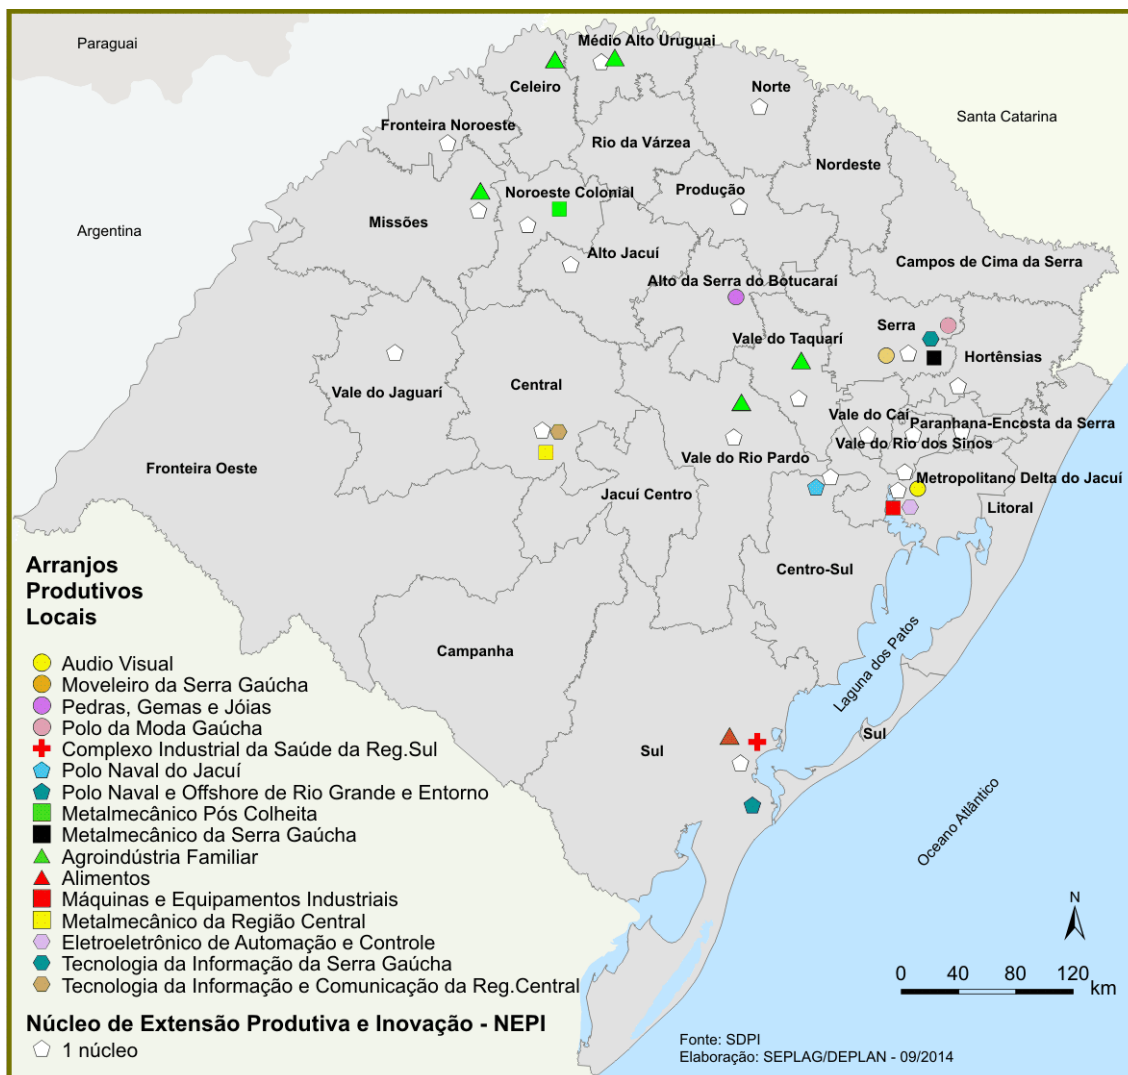 Paraguai
Médio Alto Uruguai
Celeiro
Norte
Santa Catarina
Fronteira Noroeste
Rio da Várzea
Nordeste
Noroeste Colonial
Produção
Argentina
Missões
Alto Jacuí
Campos de Cima da Serra
Alto da Serra do Botucaraí
Serra
Vale do Taquarí
Hortênsias
Central
Vale do Jaguarí
Vale do Caí
Paranhana-Encosta da Serra
Vale do Rio dos Sinos
Vale do Rio Pardo
Fronteira Oeste
Metropolitano Delta do Jacuí
Jacuí Centro
Litoral
Centro-Sul
Campanha
Laguna dos Patos
Sul
Sul
Oceano Atlântico
Arranjos
Produtivos
Locais
Audio Visual
Moveleiro da Serra Gaúcha
Pedras, Gemas e Jóias
Polo da Moda Gaúcha
Complexo Industrial da Saúde da Reg.Sul
Polo Naval do Jacuí
Polo Naval e Offshore de Rio Grande e Entorno
Metalmecânico Pós Colheita
Metalmecânico da Serra Gaúcha
Agroindústria Familiar
Alimentos
Máquinas e Equipamentos Industriais
Metalmecânico da Região Central
Eletroeletrônico de Automação e Controle
Tecnologia da Informação da Serra Gaúcha
Tecnologia da Informação e Comunicação da Reg.Central
Núcleo de Extensão Produtiva e Inovação - NEPI
1 núcleo
N
0 40 80 120
km
Fonte: SDPI
Elaboração: SEPLAG/DEPLAN - 09/2014